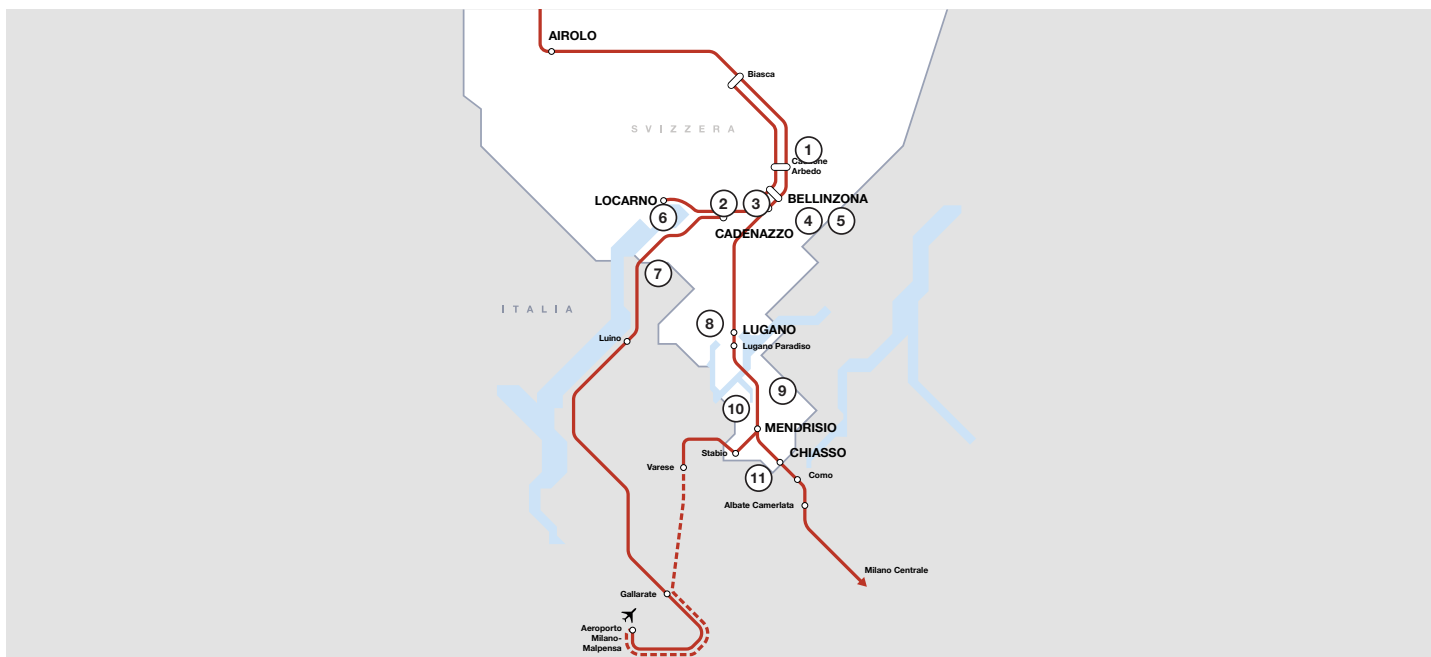 AIROLO
Biasca
SVIZZERA
1
Arbedo
LOCARNO
2
3
BELLINZONA
6
4
5
CADENAZZO
7
ITALIA
8
LUGANO
Luino
Lugano Paradiso
9
10
MENDRISIO
Stabio
CHIASSO
Varese
11
Como
Albate Camerlata
Milano Centrale
Gallarate
Aeroporto
Milano-
Malpensa